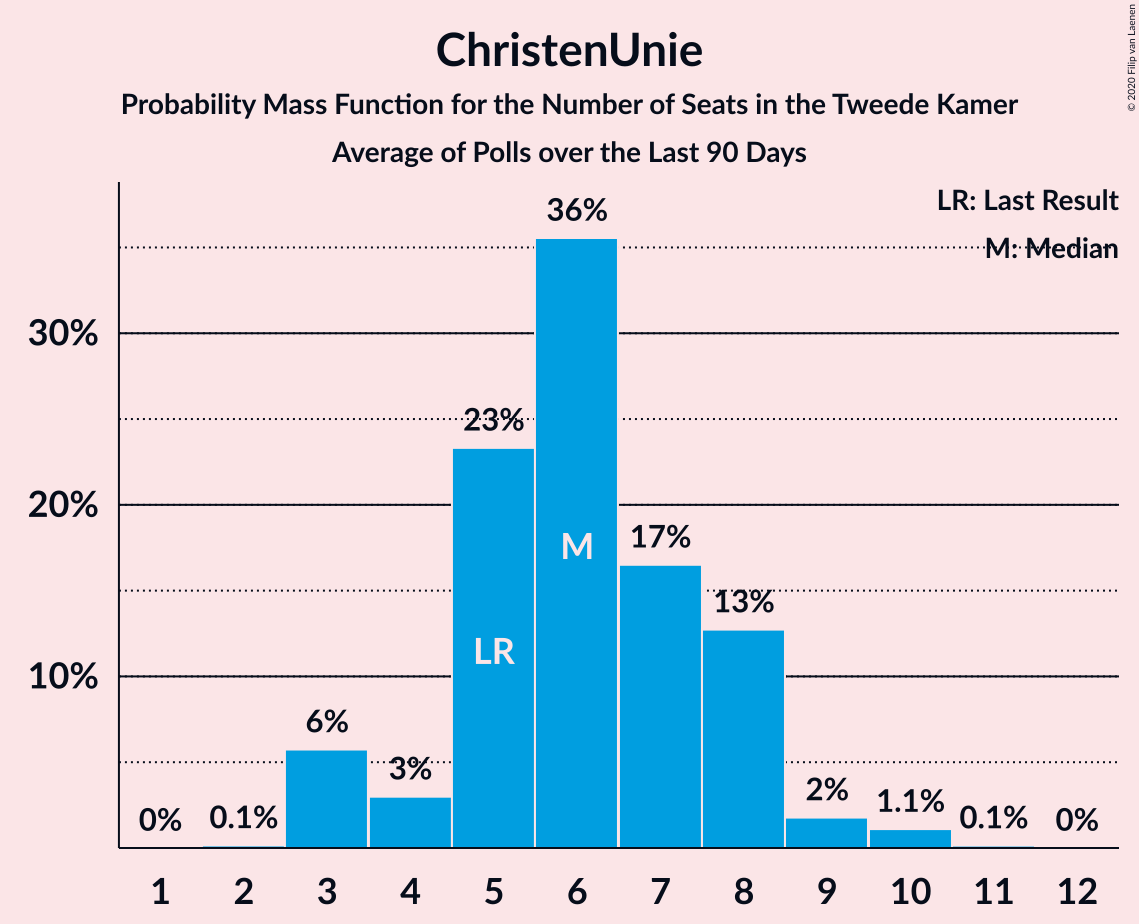 ChristenUnie
Probability Mass Function for the Number of Seats in the Tweede Kamer
Average of Polls over the Last 90 Days
© 2020 Filip van Laenen
LR: Last Result
M: Median
36%
30%
23%
20%
17%
M
13%
LR
10%
6%
3%
2%
1.1%
0%
0.1%
0.1%
0%
1 2 3 4 5 6 7 8 9 10 11 12